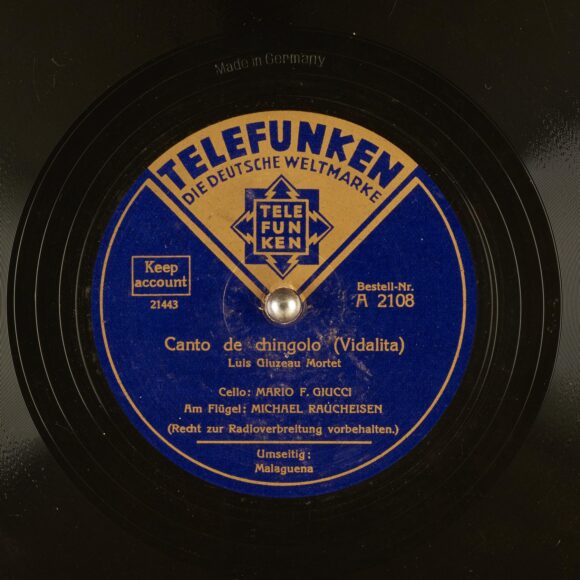 Made in Germany
TELEFUNKEN
DIE DEUTSCHE WELTMARKE
TELE
FUN
KEN
Keep
account
21443
Bestell-Nr.
A 2108
Canto de chingolo (Vidalita)
Luis Gluzeau Mortet
Cello: MARIO F. GIUCCI
Am Flügel: MICHAEL RAUCHEISEN
(Recht zur Radioverbreitung vorbehalten.)
Umseitig:
Malaguena